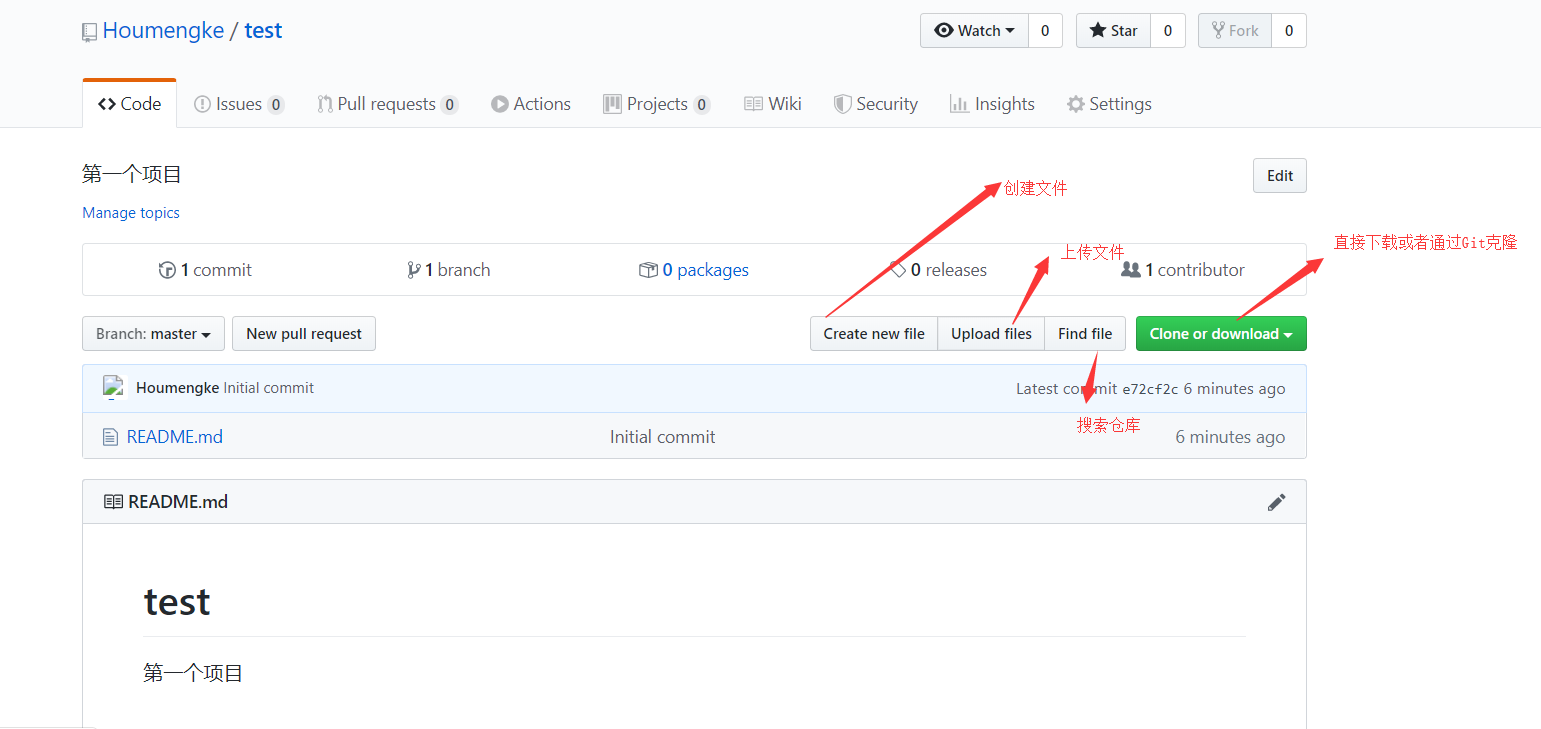 Houmengke / test
Watch 0 Star 0 Fork 0
Code Issues 0 Pull requests 0 Actions Projects 0 Wiki Security Insights Settings
第一个项目
Edit
创建文件
Manage topics
直接下载或者通过Git克隆
上传文件
1 commit 1 branch 0 packages 0 releases 1 contributor
Branch: master New pull request Create new file Upload files Find file Clone or download
Houmengke Initial commit Latest commit e72cf2c 6 minutes ago
搜索仓库
README.md Initial commit 6 minutes ago
README.md
test
第一个项目